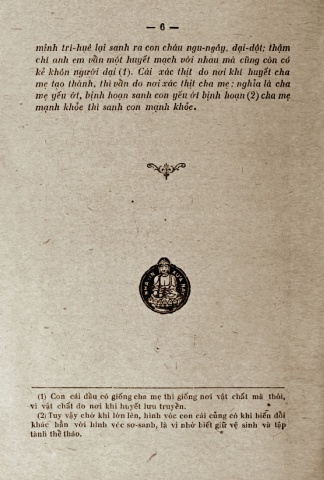 — 6 —
minh trí-huệ lại sanh ra con cháu ngu-ngây, dại-dột; thậm
chí anh em vẫn một huyết mạch với nhau mà cũng còn có
kẻ khôn người dại (1). Cái xác thịt do nơi khí huyết cha
mẹ tạo thành, thì vẫn do nơi xác thịt cha mẹ; nghĩa là cha
mẹ yếu ớt, bịnh hoạn sanh con yếu ớt bịnh hoạn (2) cha mẹ
mạnh khỏe thì sanh con mạnh khỏe.
(1) Con cái dầu có giống cha mẹ thì giống nơi vật chất mà thôi,
vì vật chất do nơi khí huyết lưu truyền.
(2) Tuy vậy chớ khi lớn lên, hình vóc con cái cũng có khi biến đổi
khác hẳn với hình vóc sơ-sanh, là vì nhờ biết giữ vệ sinh và tập
tành thể thao.